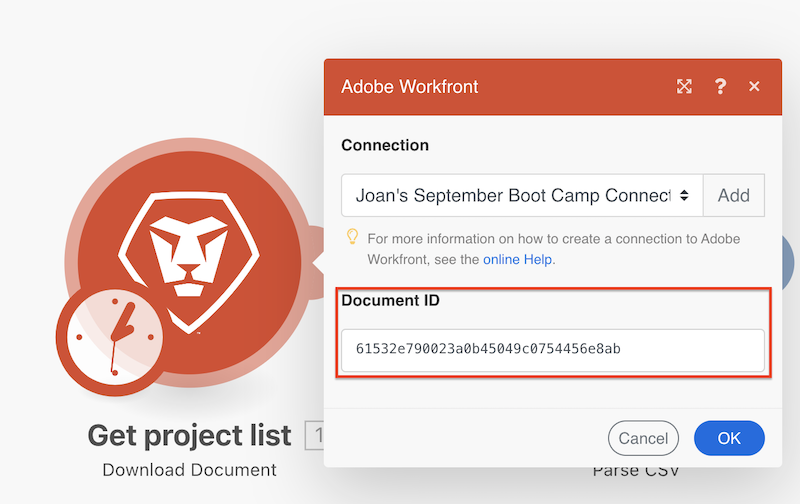 Adobe Workfront
?
Connection
Joan's September Boot Camp Connect
Add
For more information on how to create a connection to Adobe
Workfront, see the online Help.
Document ID
61532e790023a0b45049c0754456e8ab
Cancel
OK
Get project list
1
Download Document
Parse CSV